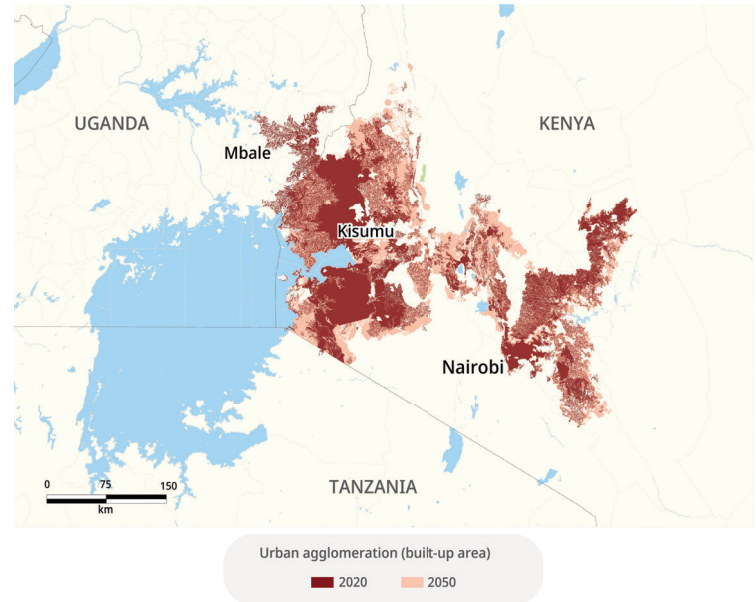 UGANDA
KENYA
Mbale
Kisumu
Nairobi
0 75 150
km
TANZANIA
Urban agglomeration (built-up area)
2020 2050